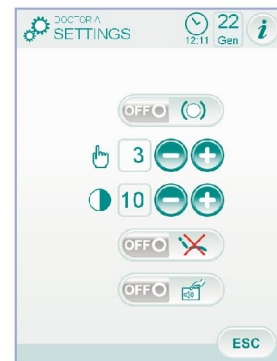 DOCTOR A
SETTINGS
12:11
22
Gen
i
OFF
3
10
OFF
OFF
ESC